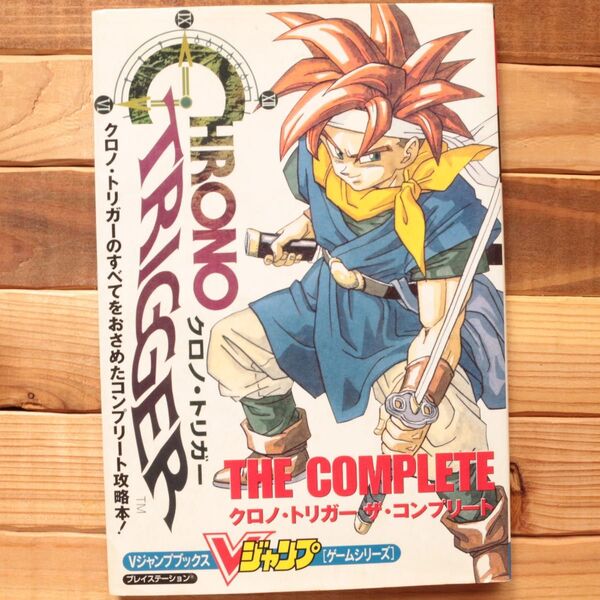 IX
XII
VI
CHRONO
TRIGGER™
クロノ・トリガー
クロノ・トリガーのすべてをおさめたコンプリート攻略本!
THE COMPLETE
クロノ・トリガー ザ・コンプリート
Vジャンプブックス
Vジャンプ
[ゲームシリーズ]
プレイステーション®